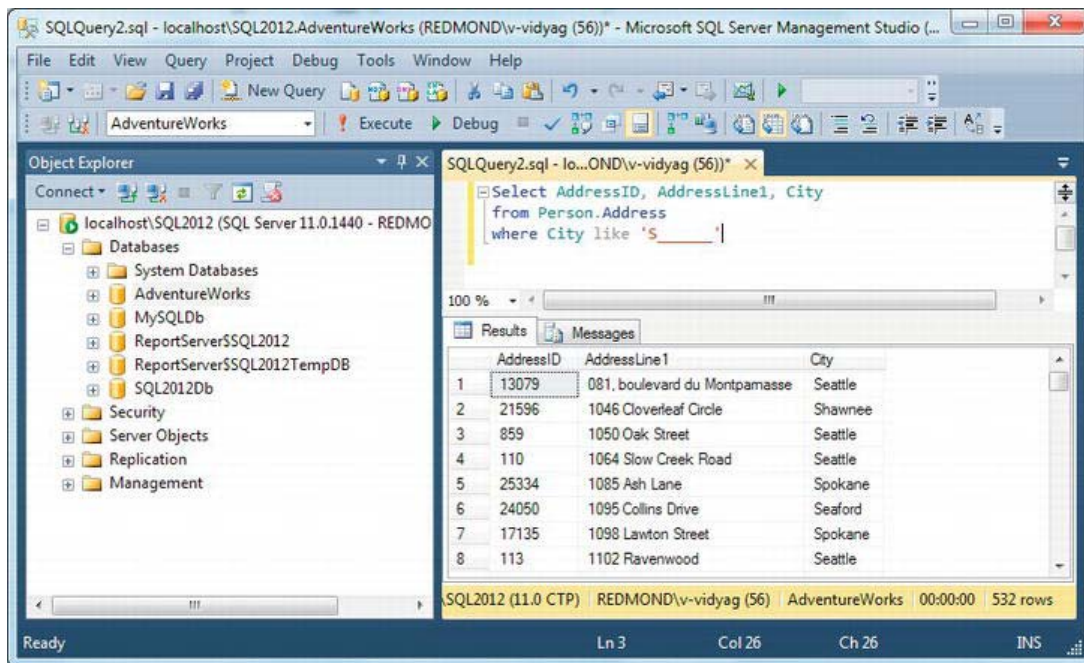 SQLQuery2.sql - localhost\SQL2012.AdventureWorks (REDMOND\v-vidyag (56))* - Microsoft SQL Server Management Studio (...
File Edit View Query Project Debug Tools Window Help
New Query
AdventureWorks Execute Debug
Object Explorer
Connect
localhost\SQL2012 (SQL Server 11.0.1440 - REDMO
Databases
System Databases
AdventureWorks
MySQLDb
ReportServer$SQL2012
ReportServer$SQL2012TempDB
SQL2012Db
Security
Server Objects
Replication
Management
SQLQuery2.sql - lo...OND\v-vidyag (56))*
Select AddressID, AddressLine1, City
from Person.Address
where City like 'S______'
100 %
Results Messages
AddressID AddressLine1 City
1 13079 081, boulevard du Montparnasse Seattle
2 21596 1046 Cloverleaf Circle Shawnee
3 859 1050 Oak Street Seattle
4 110 1064 Slow Creek Road Seattle
5 25334 1085 Ash Lane Spokane
6 24050 1095 Collins Drive Seaford
7 17135 1098 Lawton Street Spokane
8 113 1102 Ravenwood Seattle
\SQL2012 (11.0 CTP) REDMOND\v-vidyag (56) AdventureWorks 00:00:00 532 rows
Ready Ln 3 Col 26 Ch 26 INS